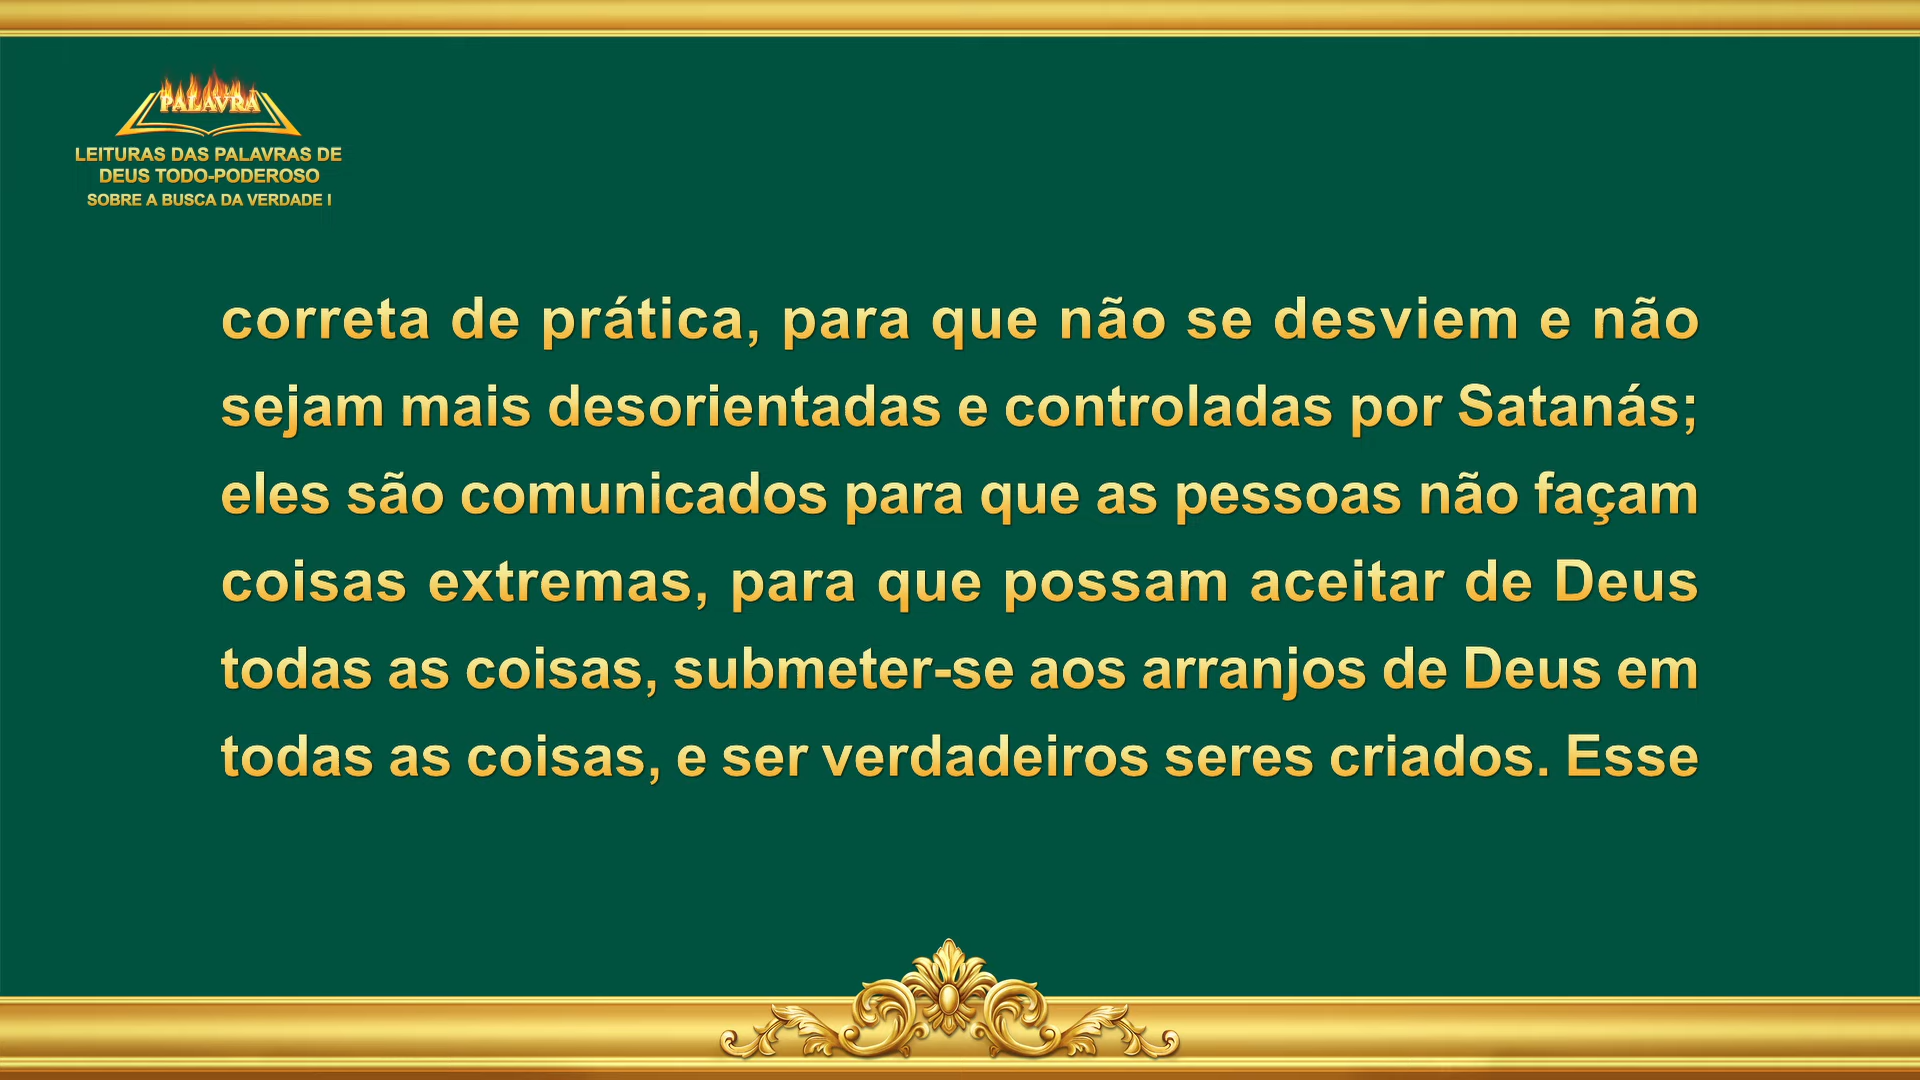 PALAVRA
LEITURAS DAS PALAVRAS DE
DEUS TODO-PODEROSO
SOBRE A BUSCA DA VERDADE I
correta de prática, para que não se desviem e não
sejam mais desorientadas e controladas por Satanás;
eles são comunicados para que as pessoas não façam
coisas extremas, para que possam aceitar de Deus
todas as coisas, submeter-se aos arranjos de Deus em
todas as coisas, e ser verdadeiros seres criados. Esse